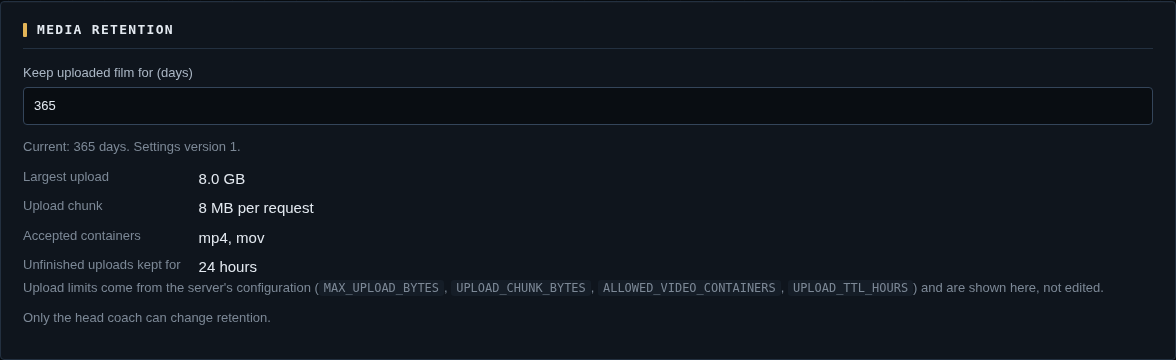 MEDIA RETENTION
Keep uploaded film for (days)
365
Current: 365 days. Settings version 1.
Largest upload 8.0 GB
Upload chunk 8 MB per request
Accepted containers mp4, mov
Unfinished uploads kept for 24 hours
Upload limits come from the server's configuration ( MAX_UPLOAD_BYTES , UPLOAD_CHUNK_BYTES , ALLOWED_VIDEO_CONTAINERS , UPLOAD_TTL_HOURS ) and are shown here, not edited.
Only the head coach can change retention.